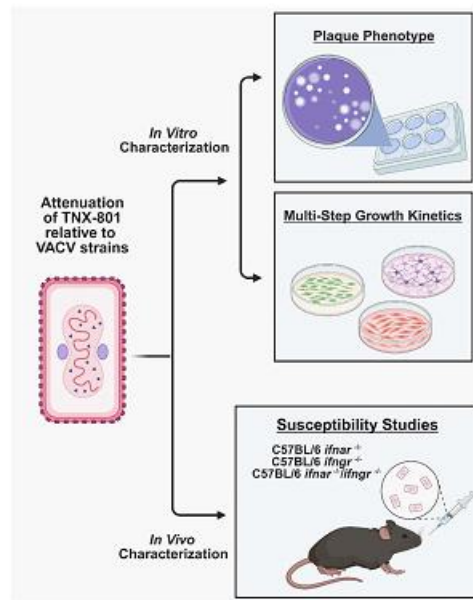 Plaque Phenotype
In Vitro
Characterization
Attenuation
of TNX-801
relative to
VACV strains
Multi-Step Growth Kinetics
Susceptibility Studies
C57BL/6 ifnar -/-
C57BL/6 ifngr -/-
C57BL/6 ifnar -/-/ifngr -/-
In Vivo
Characterization